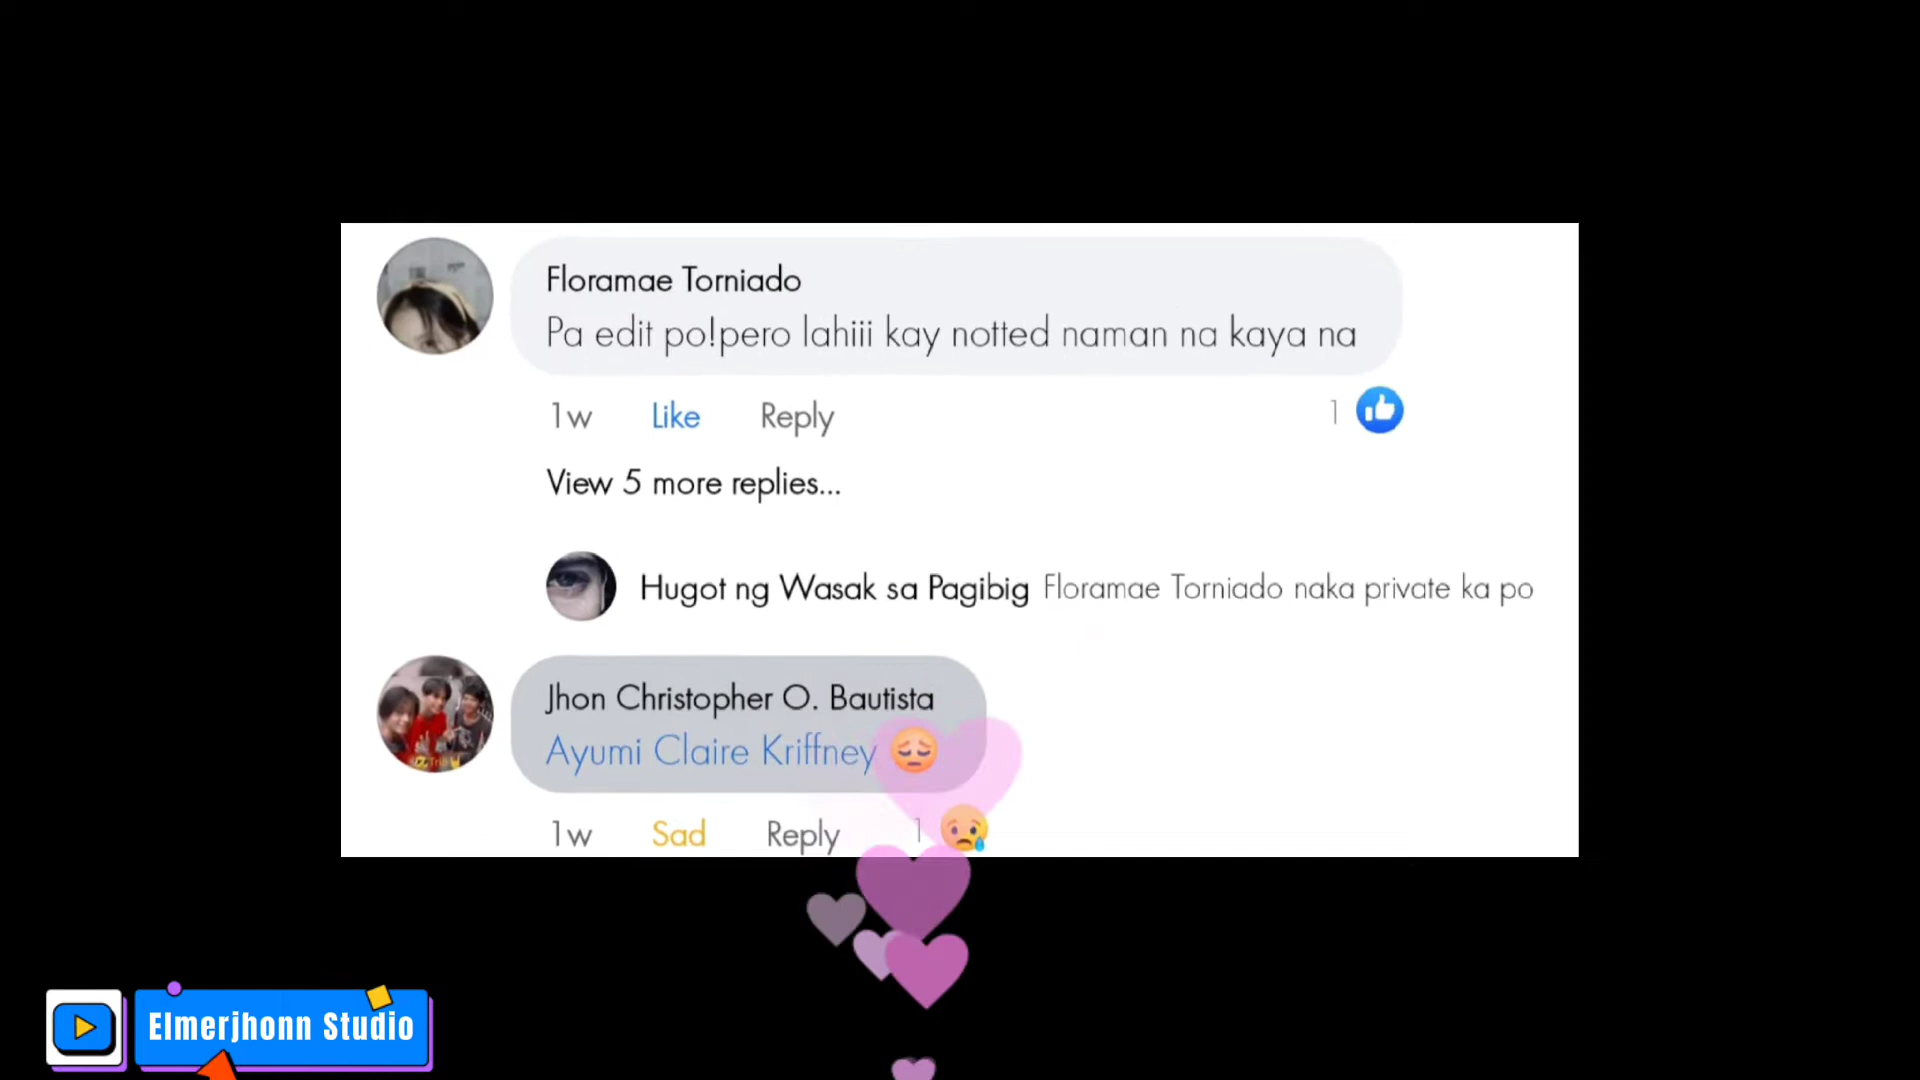 Floramae Torniado
Pa edit po!pero lahiii kay notted naman na kaya na
1w Like Reply 1
View 5 more replies...
Hugot ng Wasak sa Pagibig Floramae Torniado naka private ka po
Jhon Christopher O. Bautista
Ayumi Claire Kriffney 😔
1w Sad Reply 1 😢
Elmerjhonn Studio